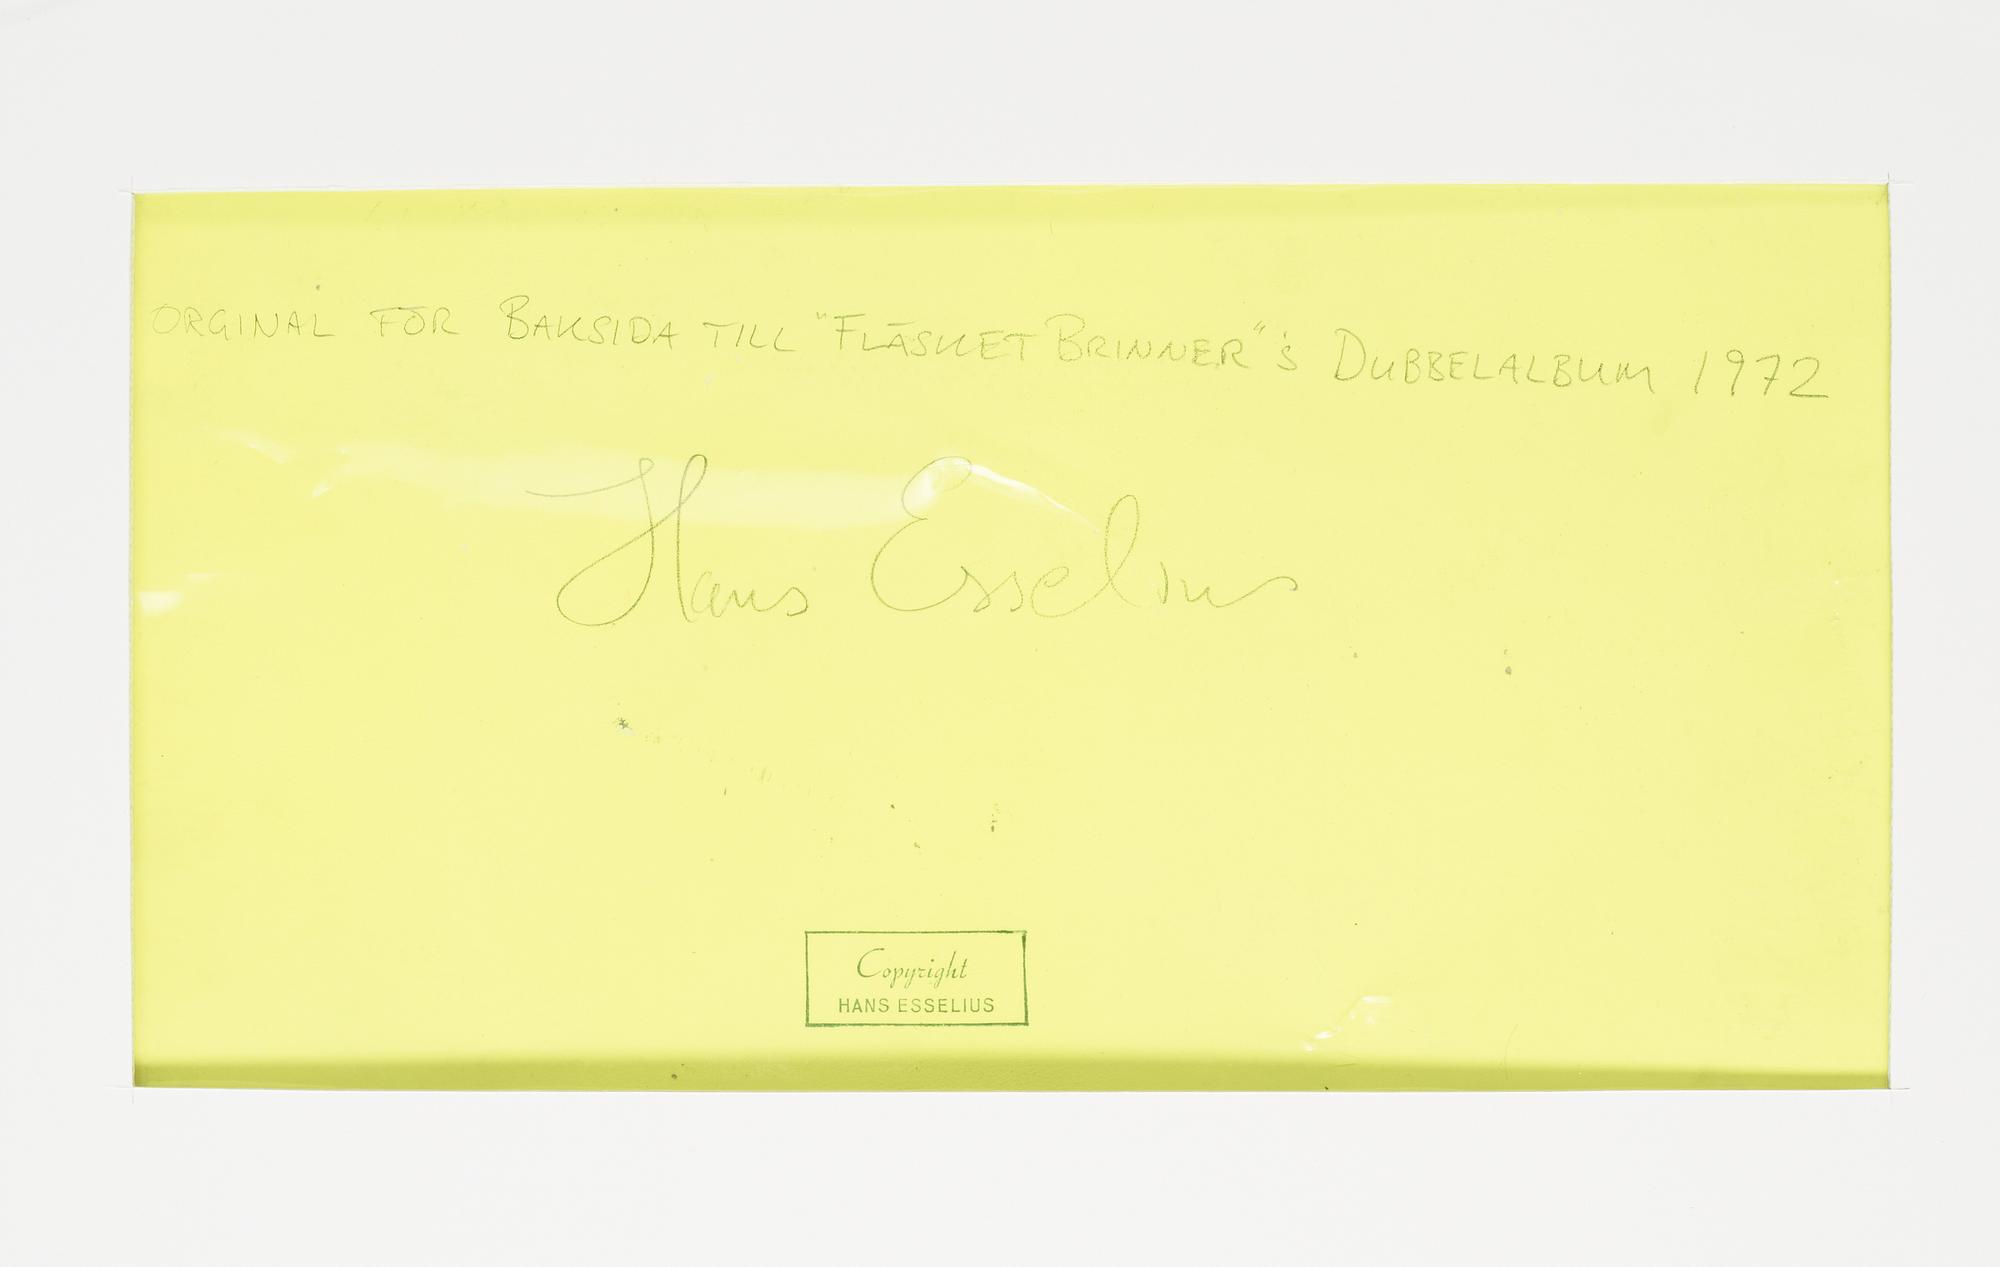 ORGINAL FÖR BAKSIDA TILL "FLÄSKET BRINNER"'S DUBBELALBUM 1972
Hans Esselius
Copyright
HANS ESSELIUS